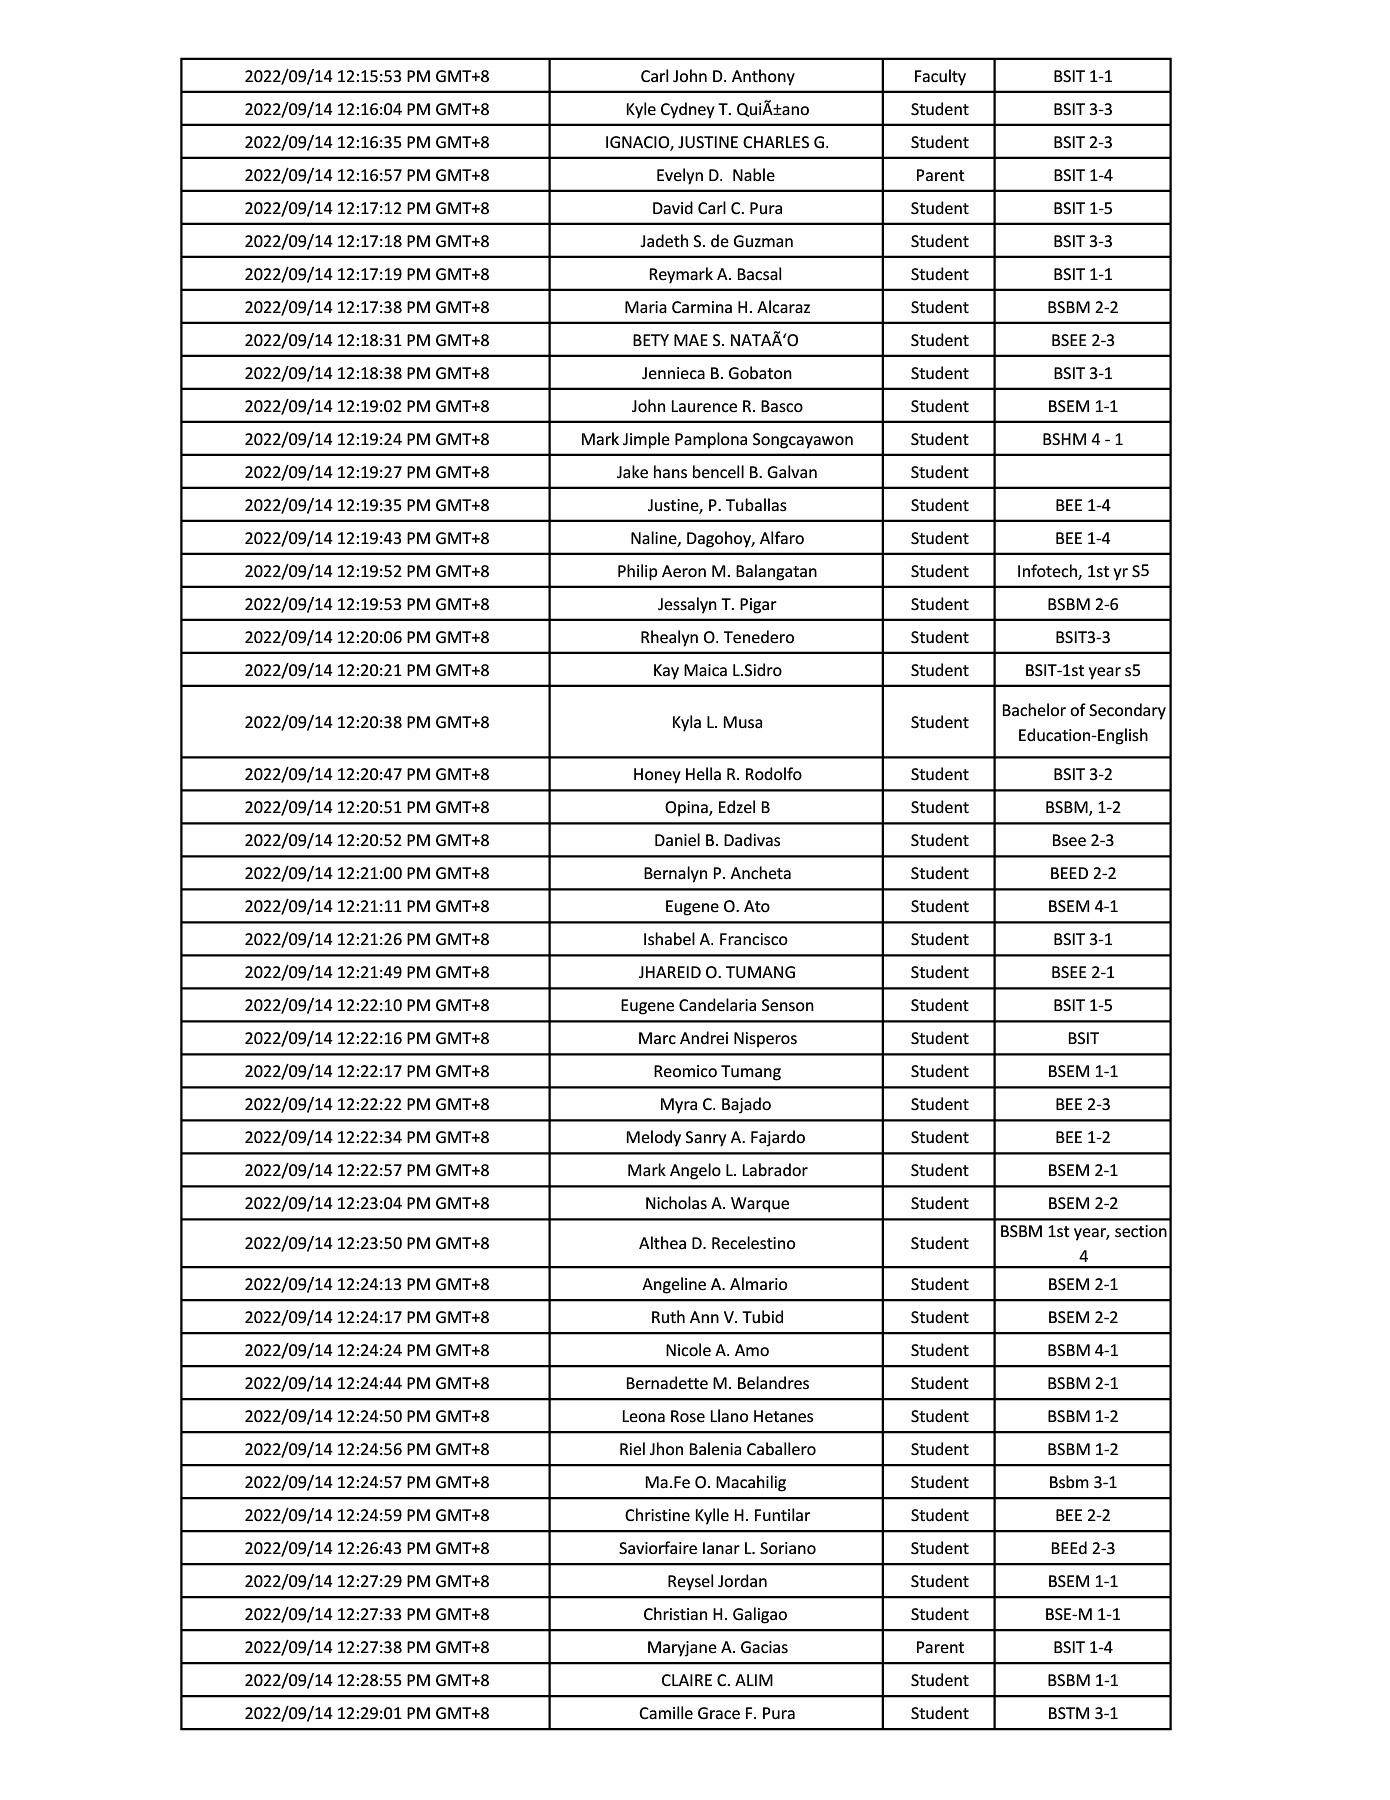 2022/09/14 12:15:53 PM GMT+8 Carl John D. Anthony Faculty BSIT 1-1
2022/09/14 12:16:04 PM GMT+8 Kyle Cydney T. QuiÃ±ano Student BSIT 3-3
2022/09/14 12:16:35 PM GMT+8 IGNACIO, JUSTINE CHARLES G. Student BSIT 2-3
2022/09/14 12:16:57 PM GMT+8 Evelyn D.  Nable Parent BSIT 1-4
2022/09/14 12:17:12 PM GMT+8 David Carl C. Pura Student BSIT 1-5
2022/09/14 12:17:18 PM GMT+8 Jadeth S. de Guzman Student BSIT 3-3
2022/09/14 12:17:19 PM GMT+8 Reymark A. Bacsal Student BSIT 1-1
2022/09/14 12:17:38 PM GMT+8 Maria Carmina H. Alcaraz Student BSBM 2-2
2022/09/14 12:18:31 PM GMT+8 BETY MAE S. NATAÃ‘O Student BSEE 2-3
2022/09/14 12:18:38 PM GMT+8 Jennieca B. Gobaton Student BSIT 3-1
2022/09/14 12:19:02 PM GMT+8 John Laurence R. Basco Student BSEM 1-1
2022/09/14 12:19:24 PM GMT+8 Mark Jimple Pamplona Songcayawon Student BSHM 4 - 1
2022/09/14 12:19:27 PM GMT+8 Jake hans bencell B. Galvan Student
2022/09/14 12:19:35 PM GMT+8 Justine, P. Tuballas Student BEE 1-4
2022/09/14 12:19:43 PM GMT+8 Naline, Dagohoy, Alfaro Student BEE 1-4
2022/09/14 12:19:52 PM GMT+8 Philip Aeron M. Balangatan Student Infotech, 1st yr S5
2022/09/14 12:19:53 PM GMT+8 Jessalyn T. Pigar Student BSBM 2-6
2022/09/14 12:20:06 PM GMT+8 Rhealyn O. Tenedero Student BSIT3-3
2022/09/14 12:20:21 PM GMT+8 Kay Maica L.Sidro Student BSIT-1st year s5
2022/09/14 12:20:38 PM GMT+8 Kyla L. Musa Student Bachelor of Secondary
Education-English
2022/09/14 12:20:47 PM GMT+8 Honey Hella R. Rodolfo Student BSIT 3-2
2022/09/14 12:20:51 PM GMT+8 Opina, Edzel B Student BSBM, 1-2
2022/09/14 12:20:52 PM GMT+8 Daniel B. Dadivas Student Bsee 2-3
2022/09/14 12:21:00 PM GMT+8 Bernalyn P. Ancheta Student BEED 2-2
2022/09/14 12:21:11 PM GMT+8 Eugene O. Ato Student BSEM 4-1
2022/09/14 12:21:26 PM GMT+8 Ishabel A. Francisco Student BSIT 3-1
2022/09/14 12:21:49 PM GMT+8 JHAREID O. TUMANG Student BSEE 2-1
2022/09/14 12:22:10 PM GMT+8 Eugene Candelaria Senson Student BSIT 1-5
2022/09/14 12:22:16 PM GMT+8 Marc Andrei Nisperos Student BSIT
2022/09/14 12:22:17 PM GMT+8 Reomico Tumang Student BSEM 1-1
2022/09/14 12:22:22 PM GMT+8 Myra C. Bajado Student BEE 2-3
2022/09/14 12:22:34 PM GMT+8 Melody Sanry A. Fajardo Student BEE 1-2
2022/09/14 12:22:57 PM GMT+8 Mark Angelo L. Labrador Student BSEM 2-1
2022/09/14 12:23:04 PM GMT+8 Nicholas A. Warque Student BSEM 2-2
2022/09/14 12:23:50 PM GMT+8 Althea D. Recelestino Student BSBM 1st year, section
4
2022/09/14 12:24:13 PM GMT+8 Angeline A. Almario Student BSEM 2-1
2022/09/14 12:24:17 PM GMT+8 Ruth Ann V. Tubid Student BSEM 2-2
2022/09/14 12:24:24 PM GMT+8 Nicole A. Amo Student BSBM 4-1
2022/09/14 12:24:44 PM GMT+8 Bernadette M. Belandres Student BSBM 2-1
2022/09/14 12:24:50 PM GMT+8 Leona Rose Llano Hetanes Student BSBM 1-2
2022/09/14 12:24:56 PM GMT+8 Riel Jhon Balenia Caballero Student BSBM 1-2
2022/09/14 12:24:57 PM GMT+8 Ma.Fe O. Macahilig Student Bsbm 3-1
2022/09/14 12:24:59 PM GMT+8 Christine Kylle H. Funtilar Student BEE 2-2
2022/09/14 12:26:43 PM GMT+8 Saviorfaire Ianar L. Soriano Student BEEd 2-3
2022/09/14 12:27:29 PM GMT+8 Reysel Jordan Student BSEM 1-1
2022/09/14 12:27:33 PM GMT+8 Christian H. Galigao Student BSE-M 1-1
2022/09/14 12:27:38 PM GMT+8 Maryjane A. Gacias Parent BSIT 1-4
2022/09/14 12:28:55 PM GMT+8 CLAIRE C. ALIM Student BSBM 1-1
2022/09/14 12:29:01 PM GMT+8 Camille Grace F. Pura Student BSTM 3-1